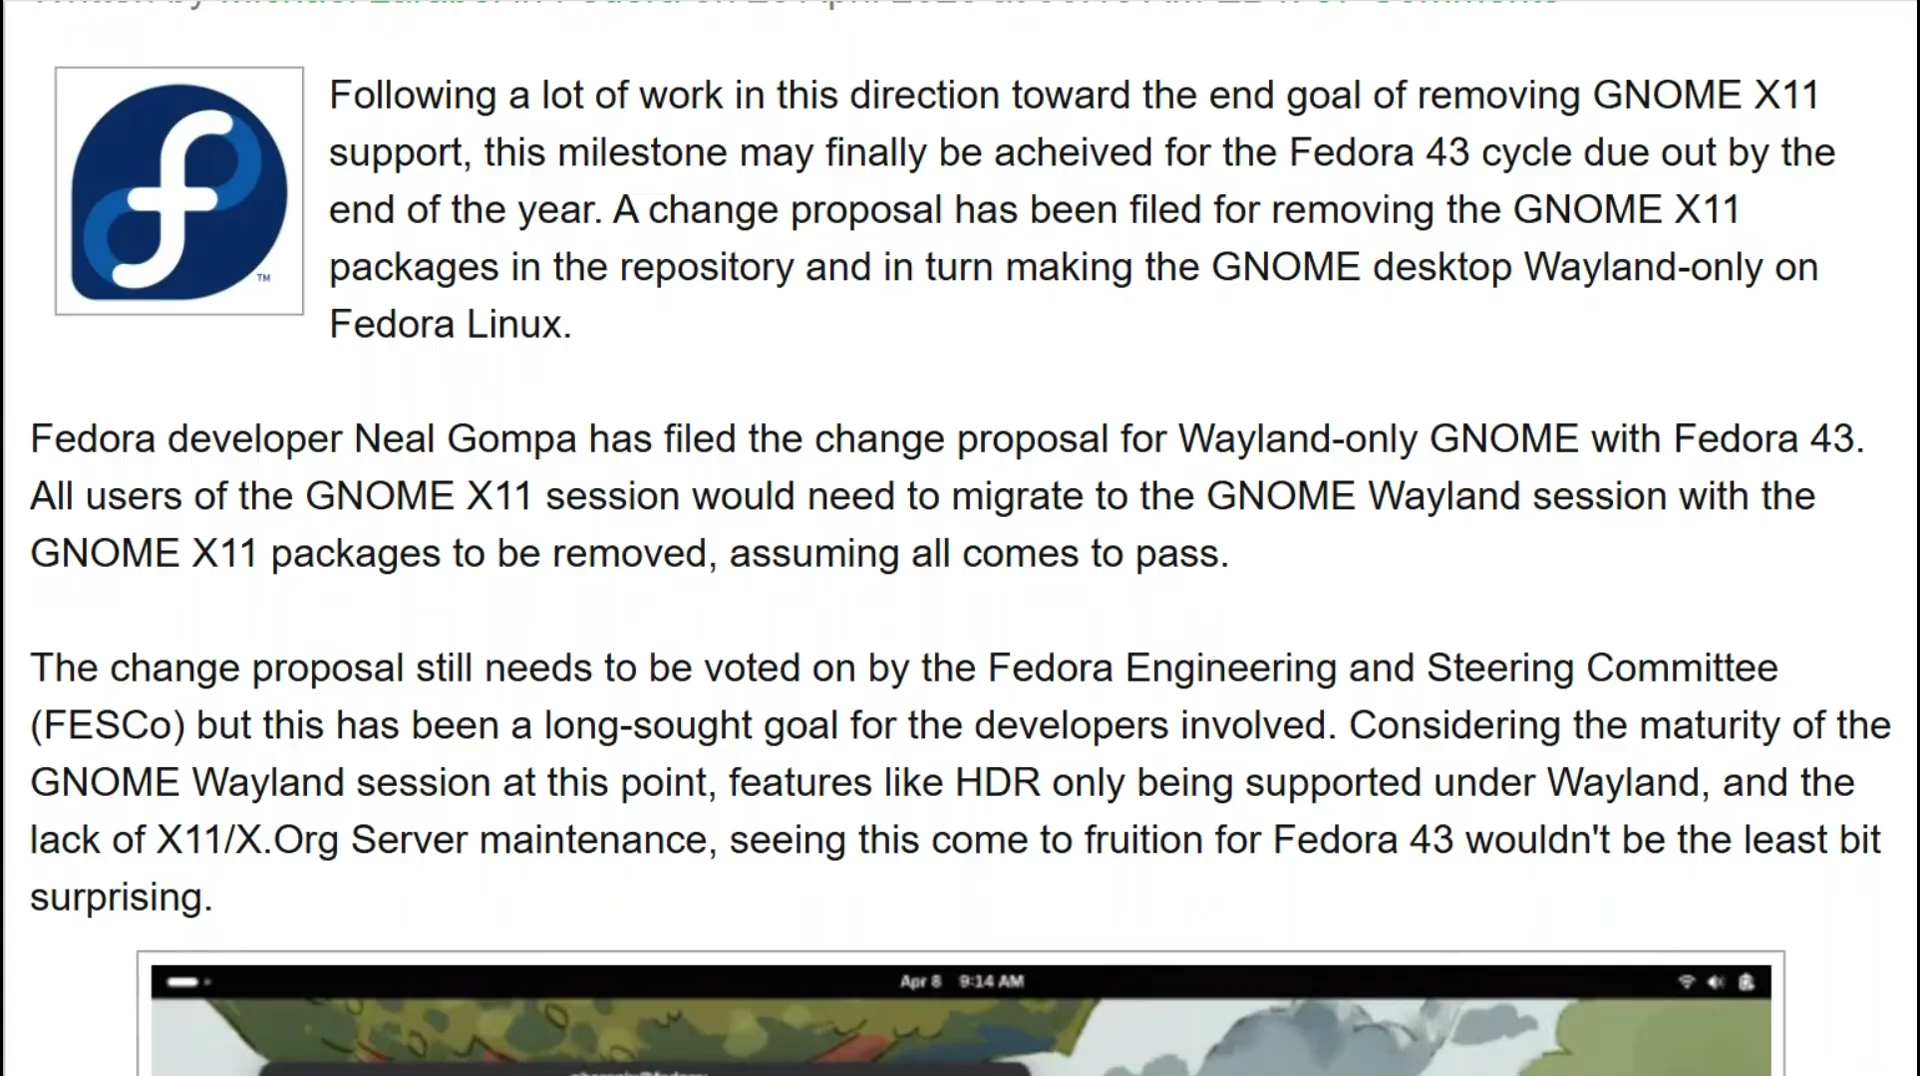 Following a lot of work in this direction toward the end goal of removing GNOME X11
support, this milestone may finally be acheived for the Fedora 43 cycle due out by the
end of the year. A change proposal has been filed for removing the GNOME X11
packages in the repository and in turn making the GNOME desktop Wayland-only on
Fedora Linux.
TM
Fedora developer Neal Gompa has filed the change proposal for Wayland-only GNOME with Fedora 43.
All users of the GNOME X11 session would need to migrate to the GNOME Wayland session with the
GNOME X11 packages to be removed, assuming all comes to pass.
The change proposal still needs to be voted on by the Fedora Engineering and Steering Committee
(FESCo) but this has been a long-sought goal for the developers involved. Considering the maturity of the
GNOME Wayland session at this point, features like HDR only being supported under Wayland, and the
lack of X11/X.Org Server maintenance, seeing this come to fruition for Fedora 43 wouldn't be the least bit
surprising.
Apr 8 9:14 AM